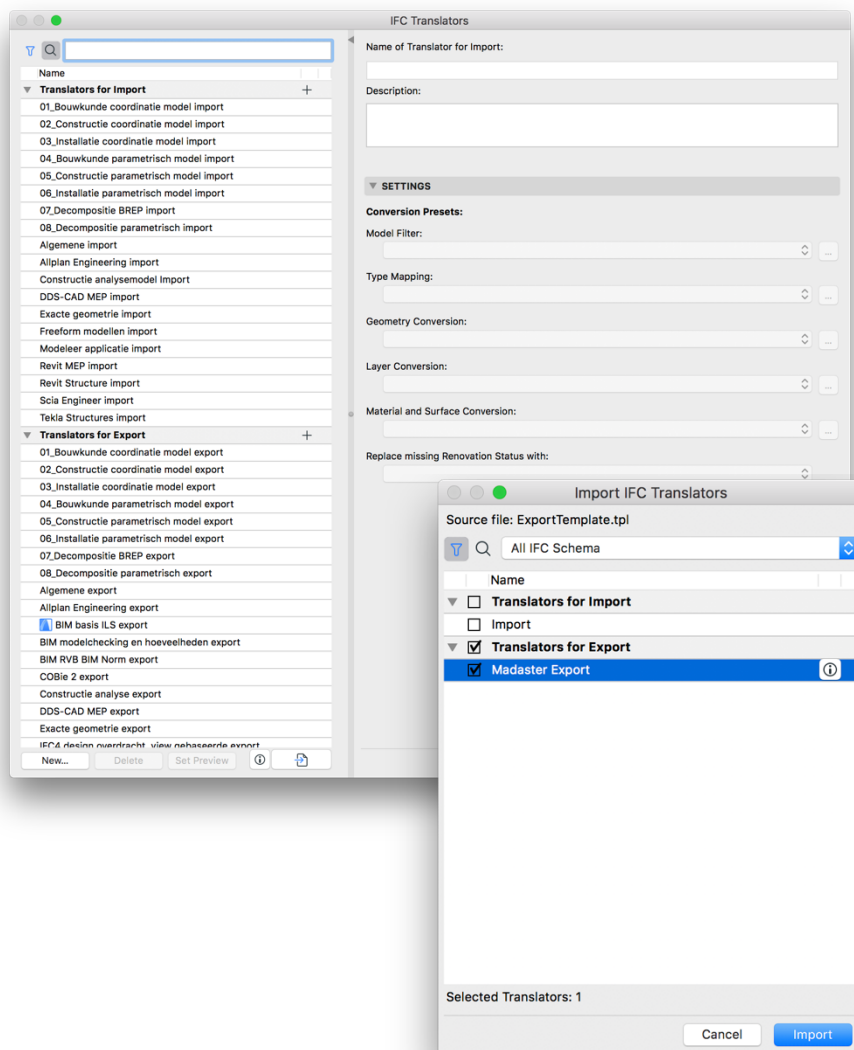 IFC Translators
Name
Translators for Import
01_Bouwkunde coordinatie model import
02_Constructie coordinatie model import
03_Installatie coordinatie model import
04_Bouwkunde parametrisch model import
05_Constructie parametrisch model import
06_Installatie parametrisch model import
07_Decompositie BREP import
08_Decompositie parametrisch import
Algemene import
Allplan Engineering import
Constructie analysemodel Import
DDS-CAD MEP import
Exacte geometrie import
Freeform modellen import
Modeleer applicatie import
Revit MEP import
Revit Structure import
Scia Engineer import
Tekla Structures import
Translators for Export
01_Bouwkunde coordinatie model export
02_Constructie coordinatie model export
03_Installatie coordinatie model export
04_Bouwkunde parametrisch model export
05_Constructie parametrisch model export
06_Installatie parametrisch model export
07_Decompositie BREP export
08_Decompositie parametrisch export
Algemene export
Allplan Engineering export
BIM basis ILS export
BIM modelchecking en hoeveelheden export
BIM RVB BIM Norm export
COBie 2 export
Constructie analyse export
DDS-CAD MEP export
Exacte geometrie export
IFC4 design overdracht view gebaseerde export
New... Delete Set Preview
Name of Translator for Import:
Description:
SETTINGS
Conversion Presets:
Model Filter:
...
Type Mapping:
...
Geometry Conversion:
...
Layer Conversion:
...
Material and Surface Conversion:
...
Replace missing Renovation Status with:
Import IFC Translators
Source file: ExportTemplate.tpl
All IFC Schema
Name
Translators for Import
Import
Translators for Export
Madaster Export
Selected Translators: 1
Cancel Import